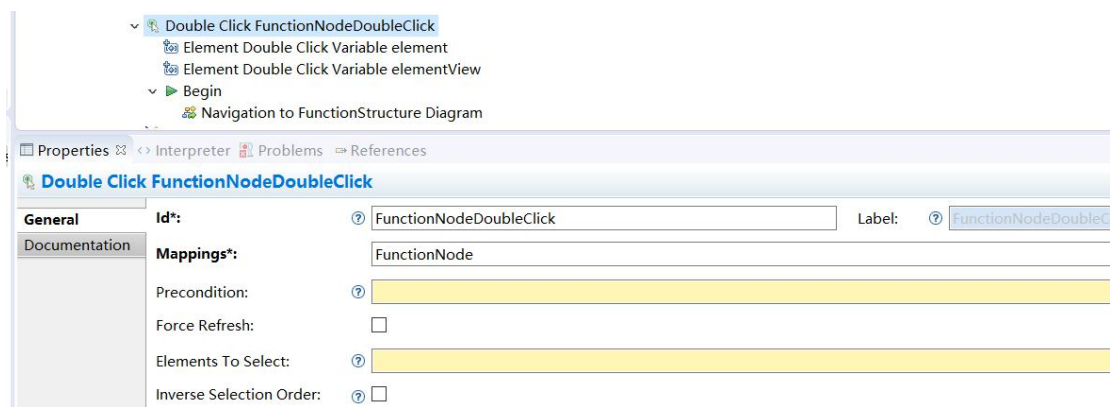 Double Click FunctionNodeDoubleClick
Element Double Click Variable element
Element Double Click Variable elementView
Begin
Navigation to FunctionStructure Diagram
Properties Interpreter Problems References
Double Click FunctionNodeDoubleClick
General
Documentation
Id*: FunctionNodeDoubleClick Label: FunctionNodeDoubleC
Mappings*: FunctionNode
Precondition:
Force Refresh:
Elements To Select:
Inverse Selection Order: